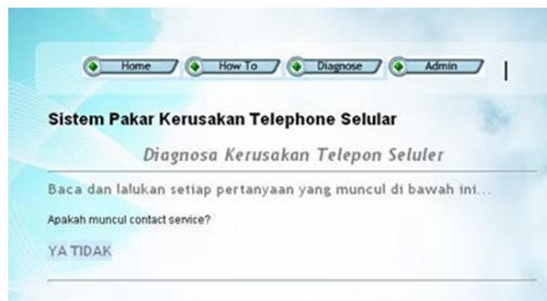 Home How To Diagnose Admin
Sistem Pakar Kerusakan Telephone Selular
Diagnosa Kerusakan Telepon Seluler
Baca dan lalukan setiap pertanyaan yang muncul di bawah ini...
Apakah muncul contact service?
YA TIDAK